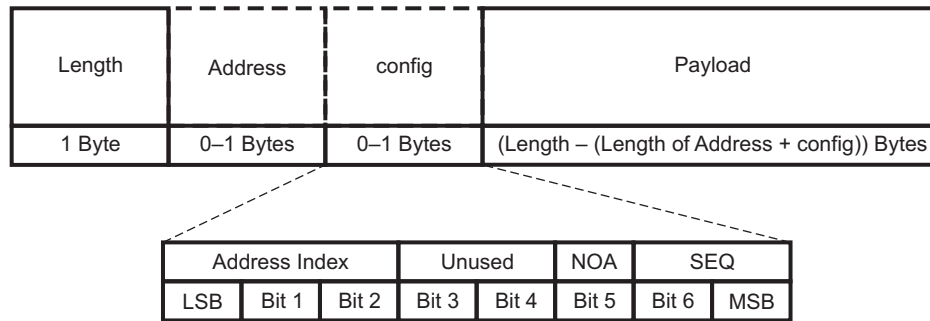 Length Address config Payload
1 Byte 0–1 Bytes 0–1 Bytes (Length – (Length of Address + config)) Bytes
Address Index Unused NOA SEQ
LSB Bit 1 Bit 2 Bit 3 Bit 4 Bit 5 Bit 6 MSB